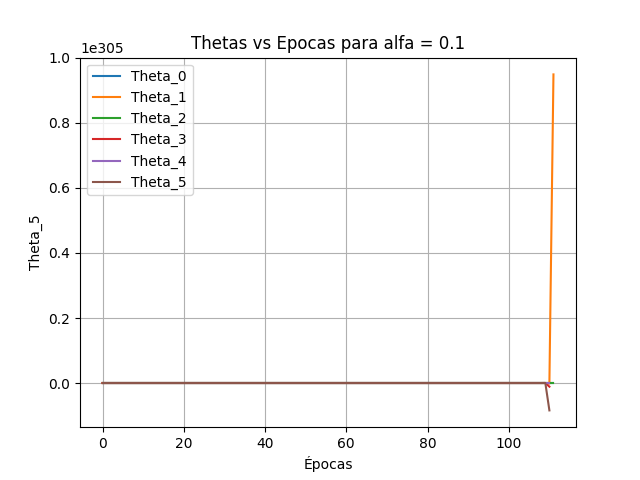 Thetas vs Epocas para alfa = 0.1
1e305
1.0
0.8
0.6
0.4
0.2
0.0
Theta_5
Theta_0
Theta_1
Theta_2
Theta_3
Theta_4
Theta_5
0 20 40 60 80 100
Épocas